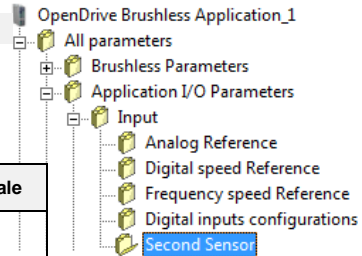 OpenDrive Brushless Application_1
All parameters
Brushless Parameters
Application I/O Parameters
Input
Analog Reference
Digital speed Reference
Frequency speed Reference
Digital inputs configurations
ale
Second Sensor